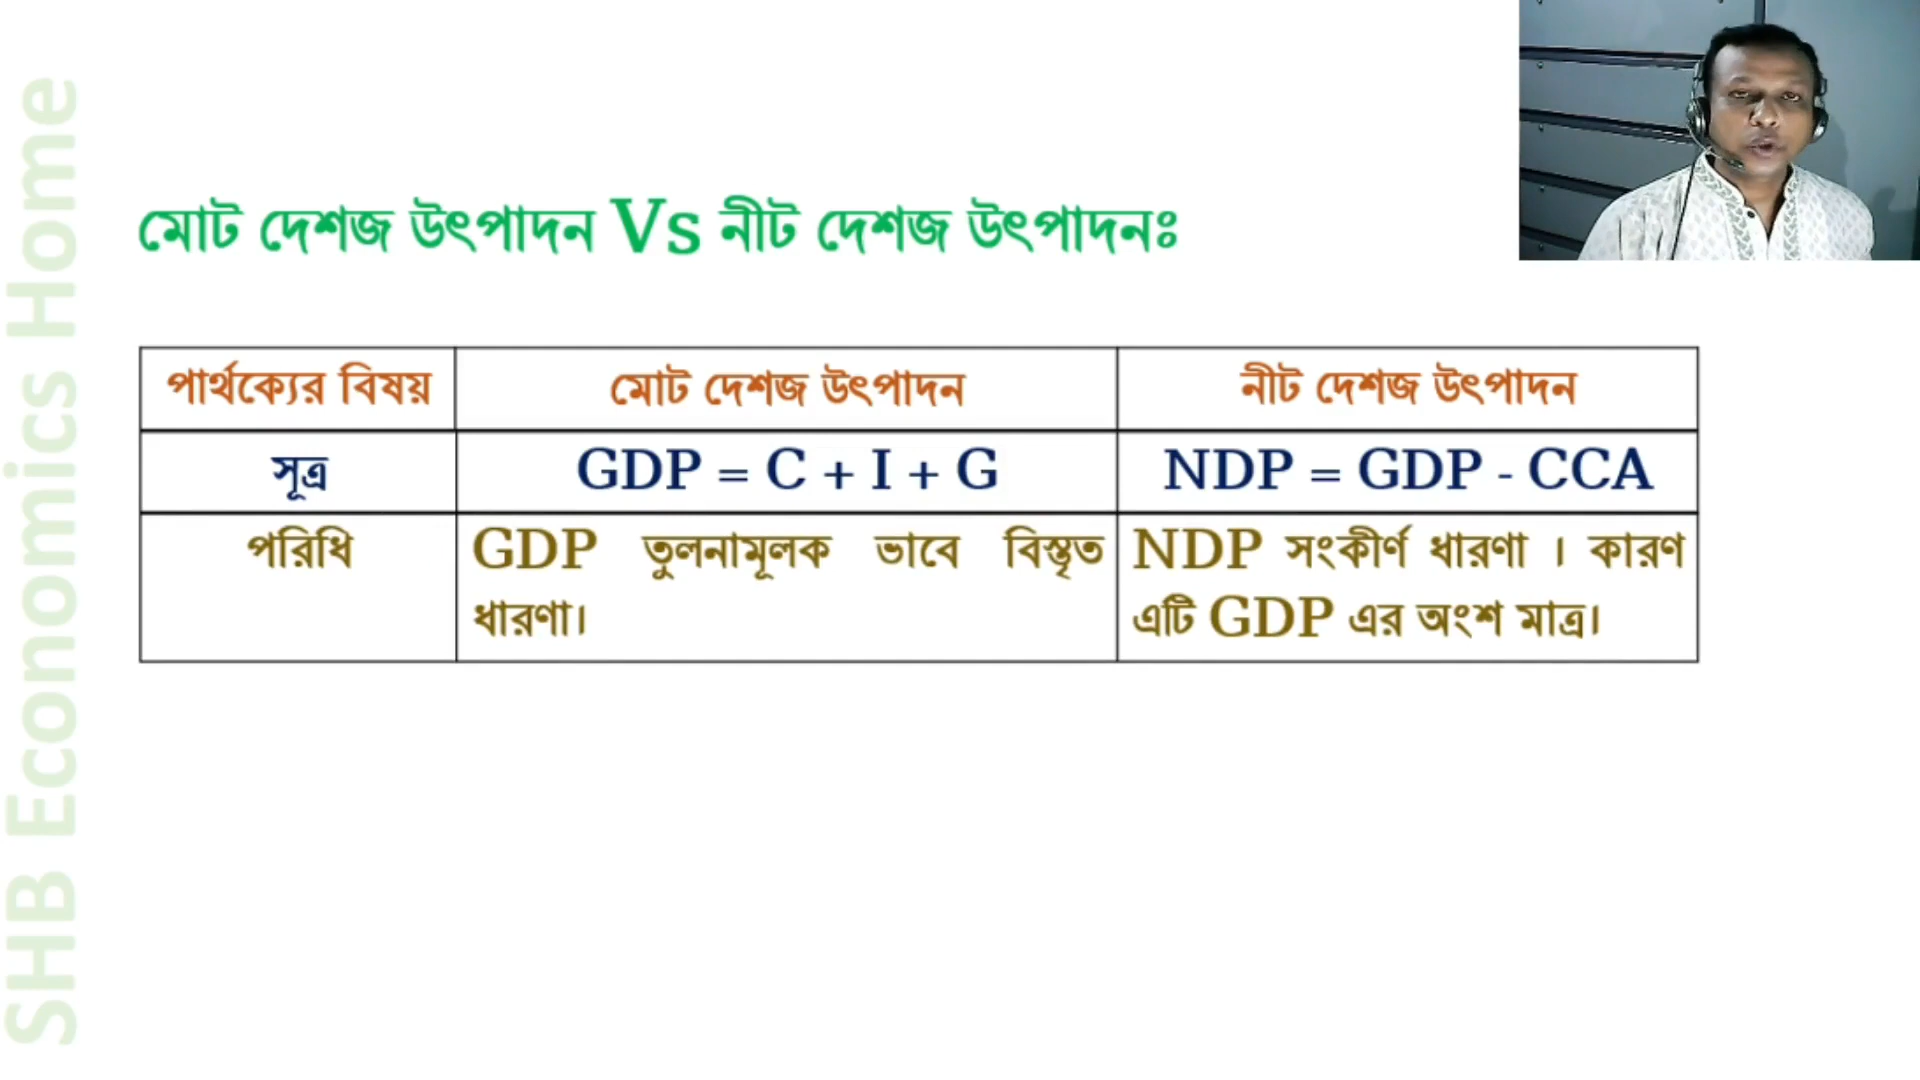 SHB Economics Home
মোট দেশজ উৎপাদন Vs নীট দেশজ উৎপাদনঃ
পার্থক্যের বিষয় মোট দেশজ উৎপাদন নীট দেশজ উৎপাদন
সূত্র GDP = C + I + G NDP = GDP - CCA
পরিধি
GDP তুলনামূলক ভাবে বিস্তৃত
ধারণা।
NDP সংকীর্ণ ধারণা । কারণ
এটি GDP এর অংশ মাত্র।